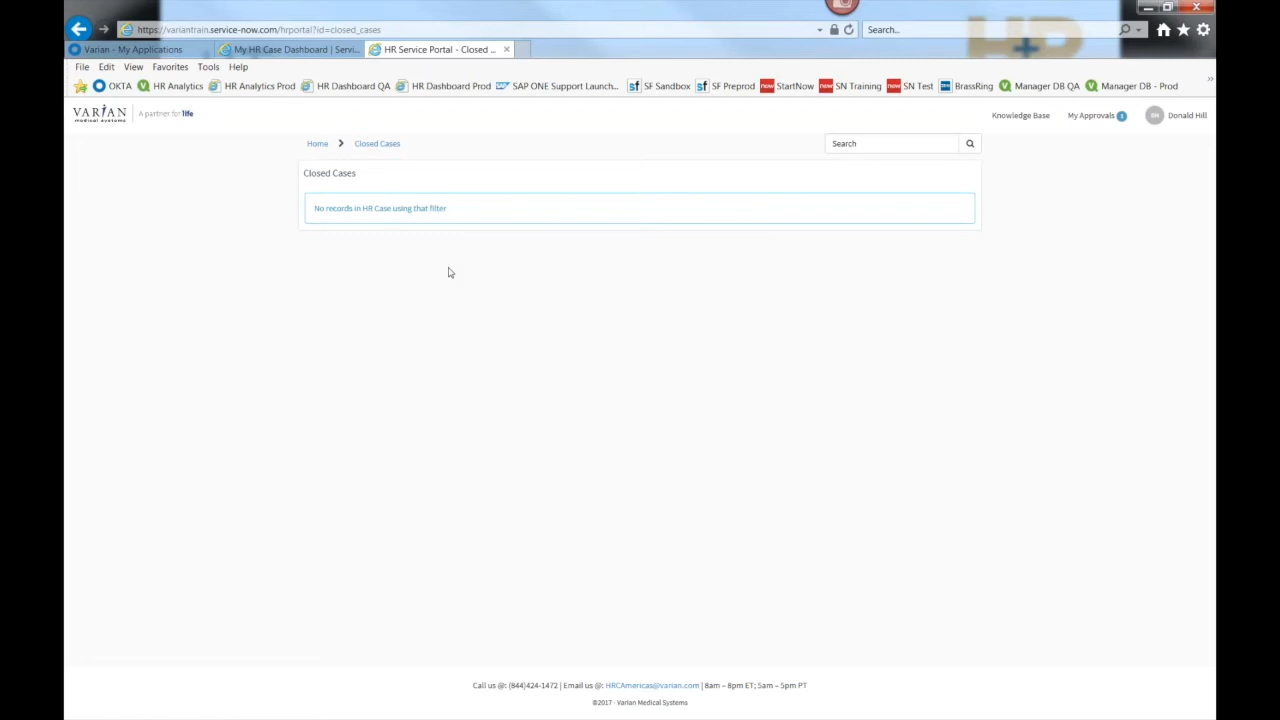 https://variantrain.service-now.com/hrportal?id=closed_cases
Search...
Varian - My Applications
My HR Case Dashboard | Servi...
HR Service Portal - Closed ...
File Edit View Favorites Tools Help
OKTA HR Analytics HR Analytics Prod HR Dashboard QA HR Dashboard Prod SAP ONE Support Launch... SF Sandbox SF Preprod StartNow SN Training SN Test BrassRing Manager DB QA Manager DB - Prod
VARIAN
medical systems
A partner for life
Knowledge Base My Approvals 3 Donald Hill
Home Closed Cases
Search
Closed Cases
No records in HR Case using that filter
Call us @: (844)424-1472 | Email us @: HRCAmericas@varian.com | 8am – 8pm ET; 5am – 5pm PT
©2017 · Varian Medical Systems